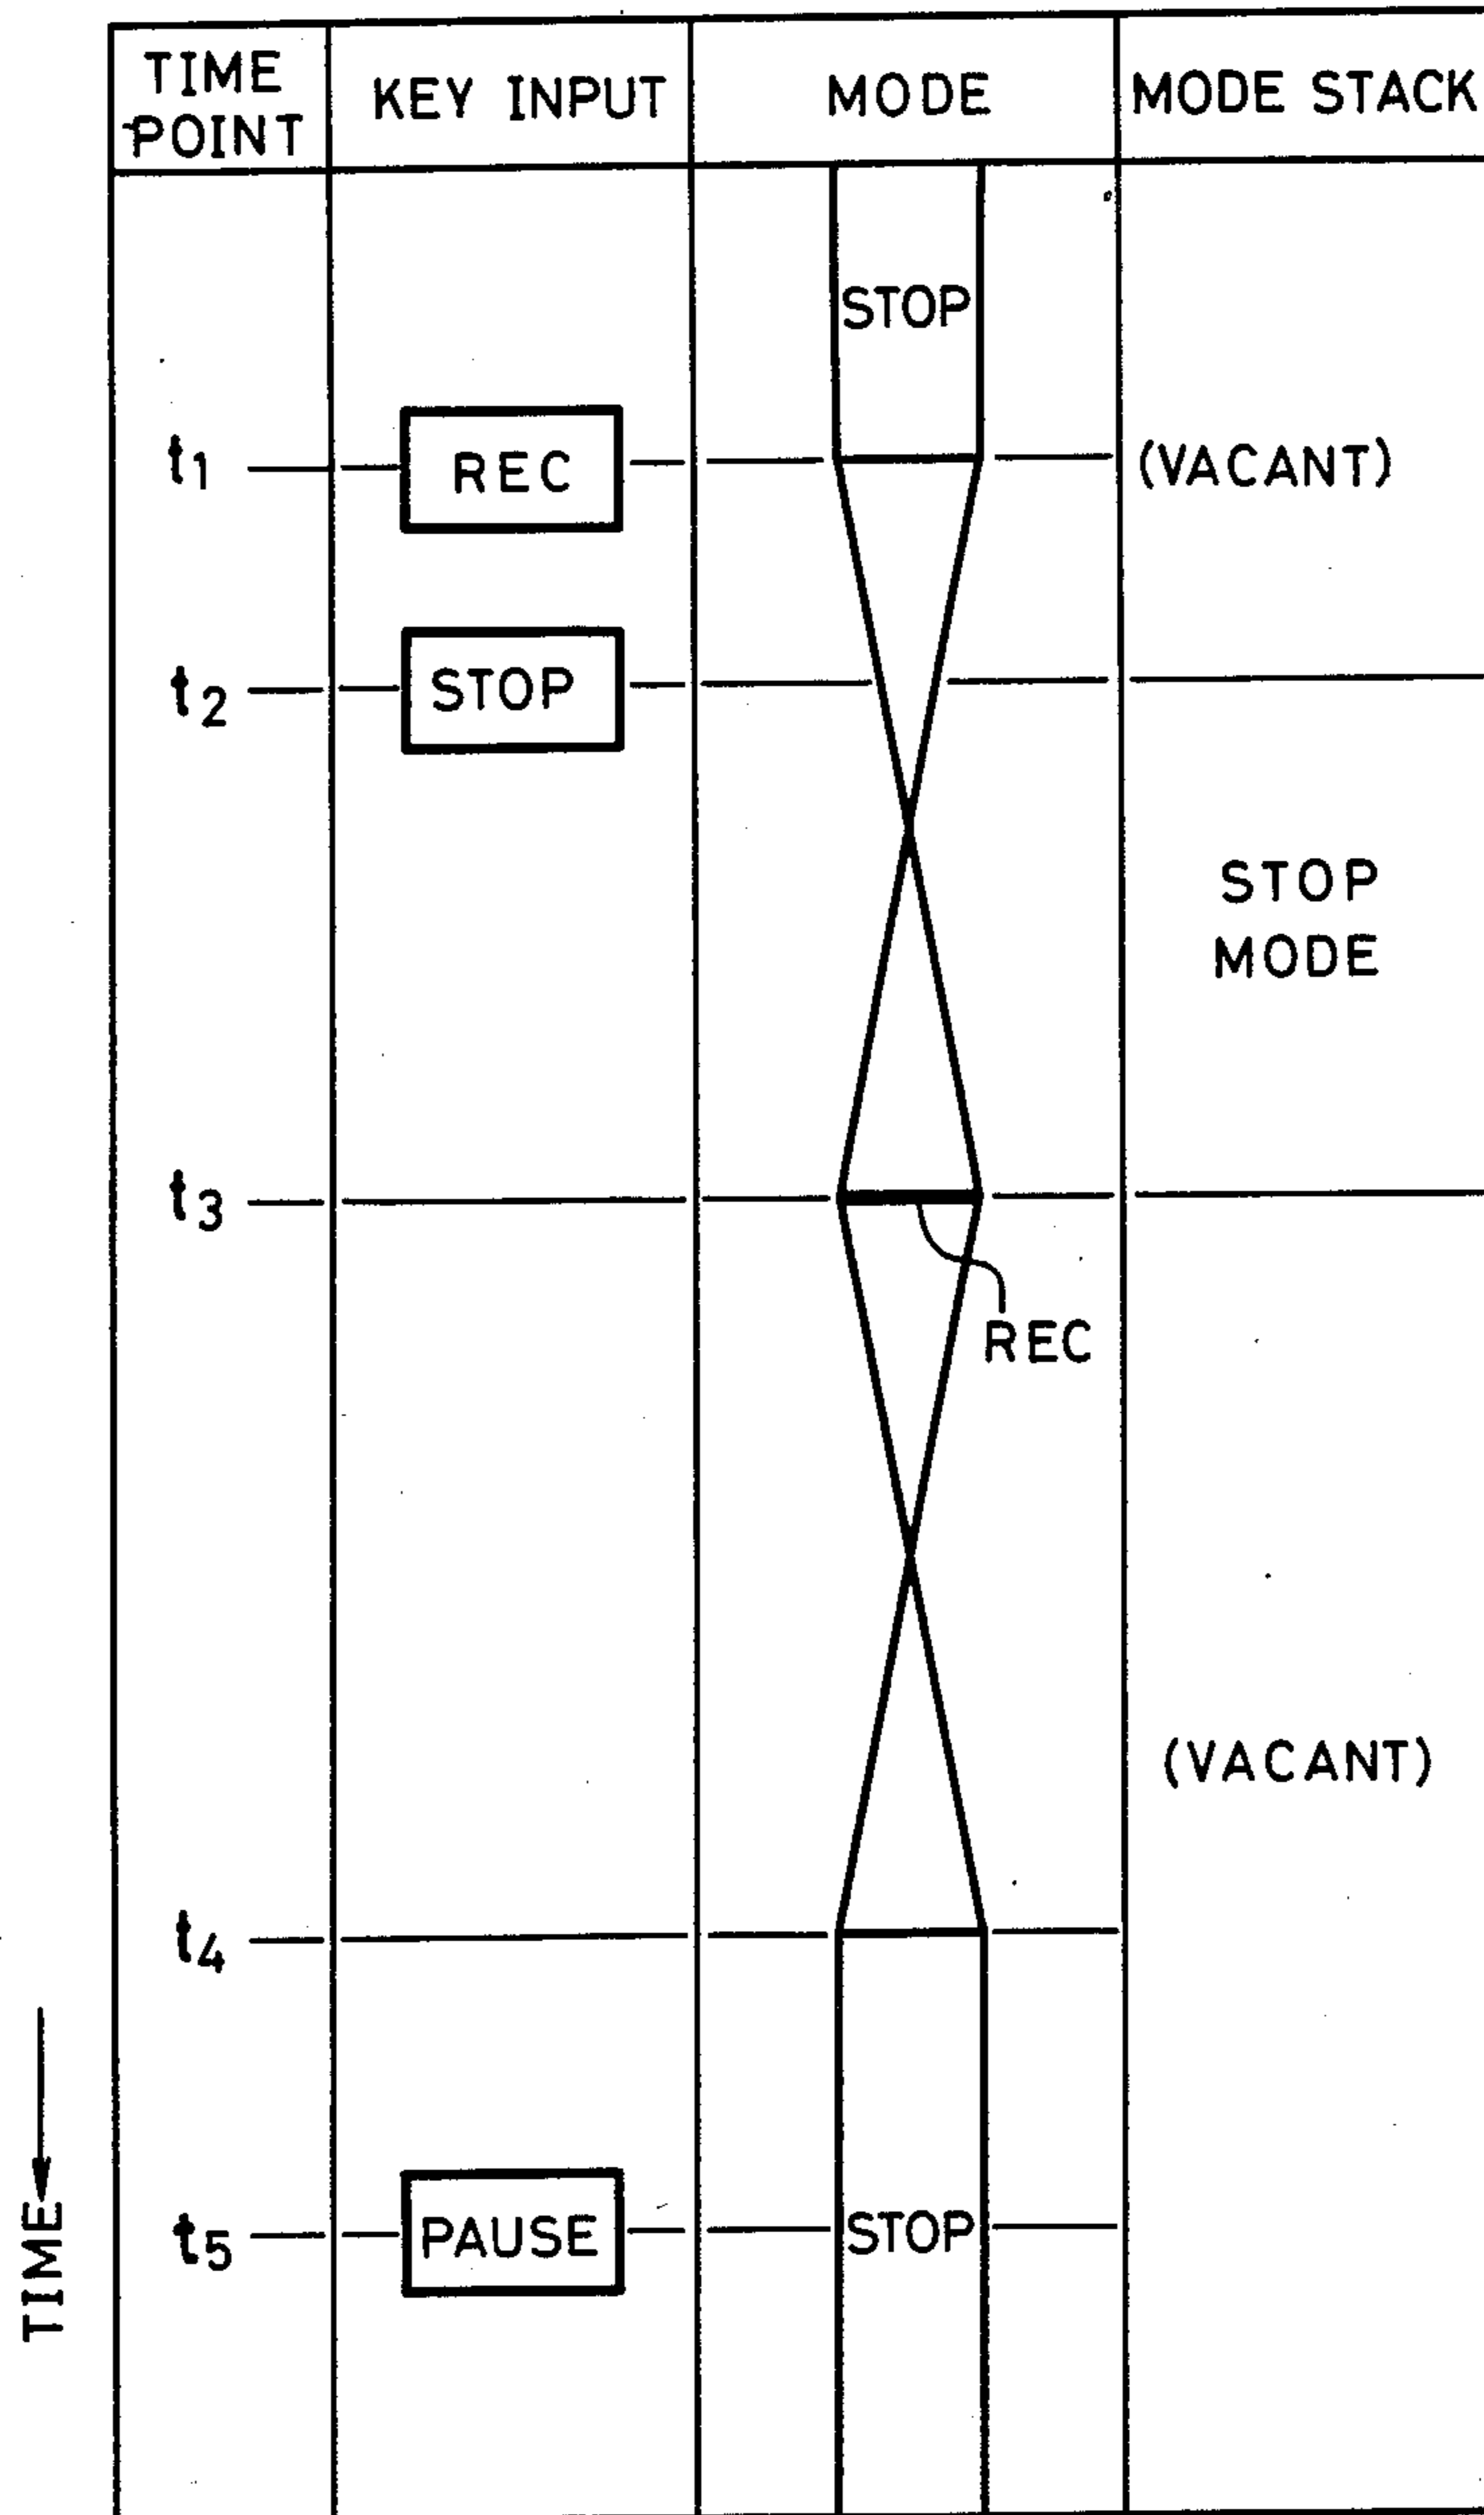 TIME
POINT
KEY INPUT
MODE
MODE STACK
STOP
t1
REC
(VACANT)
t2
STOP
STOP
MODE
t3
REC
(VACANT)
t4
t5
PAUSE
STOP
TIME